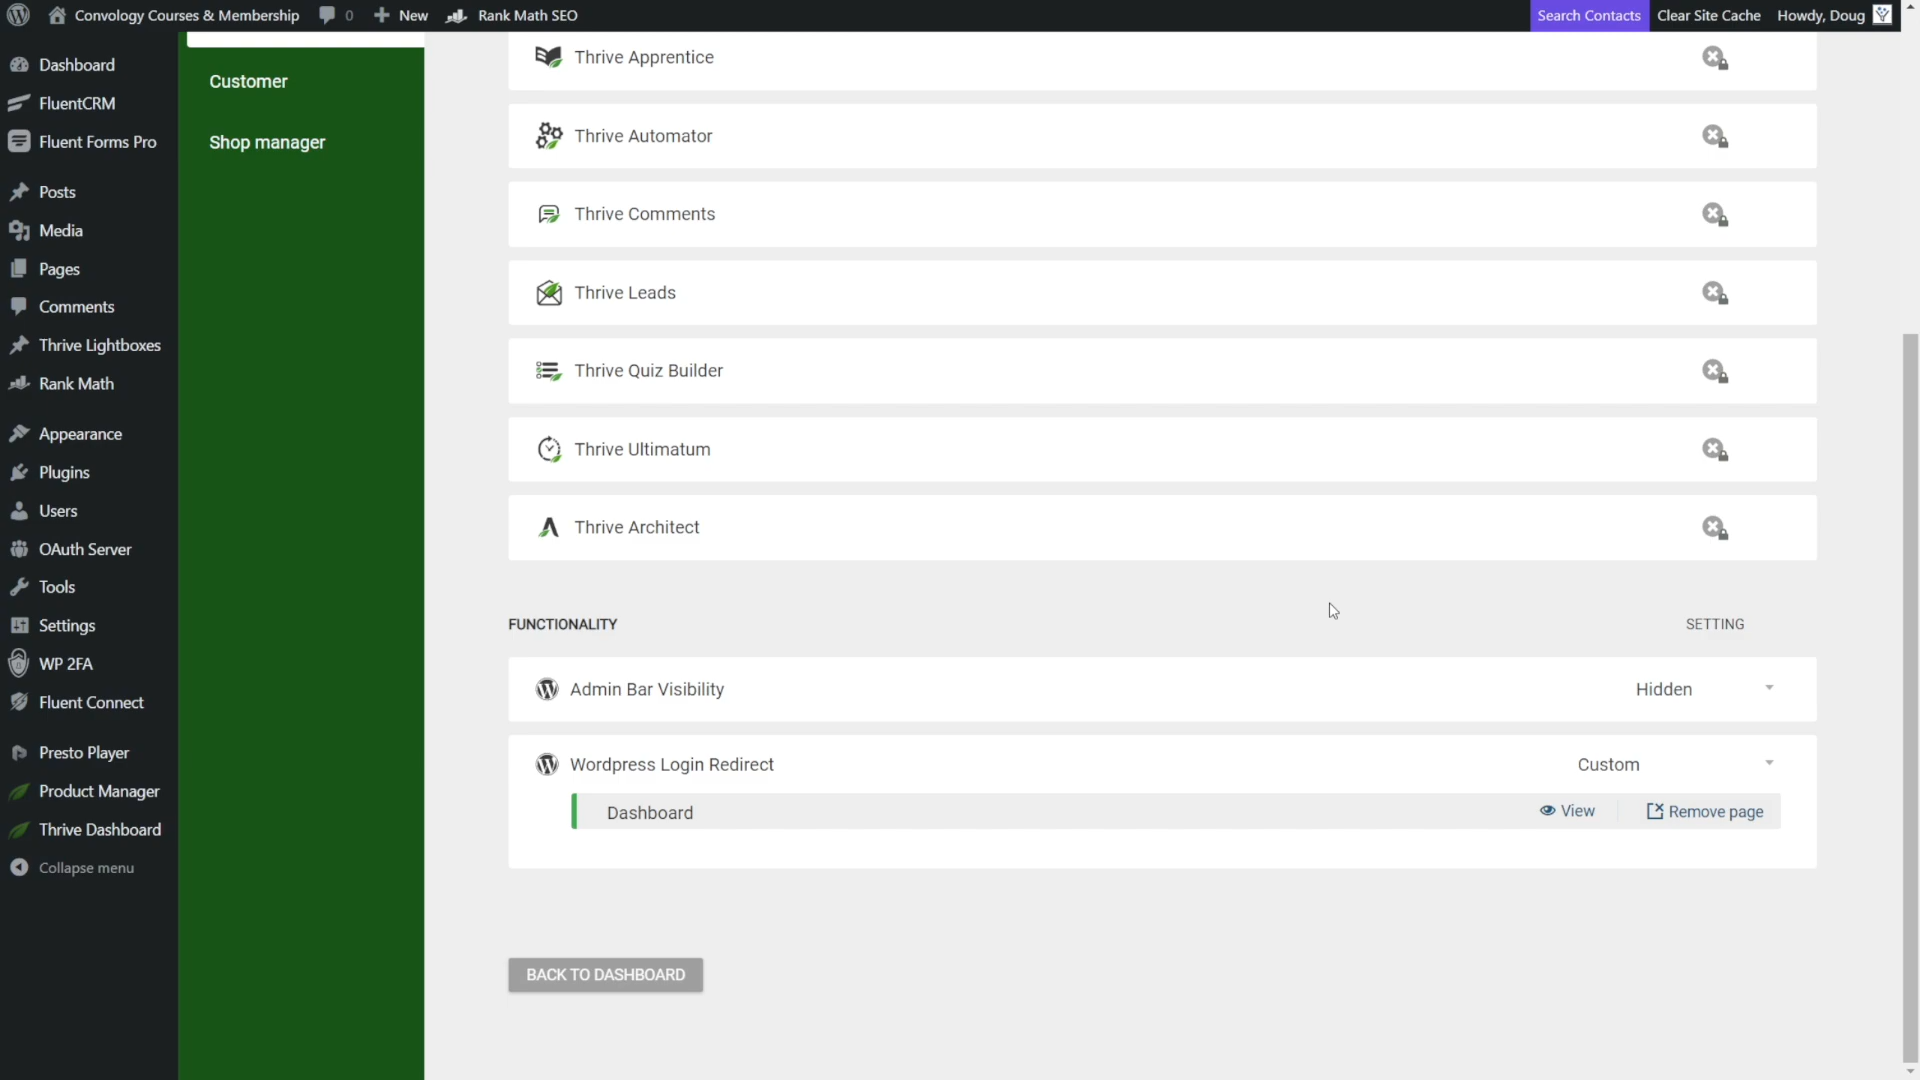 Convology Courses & Membership 0 New Rank Math SEO Search Contacts Clear Site Cache Howdy, Doug
Dashboard
FluentCRM
Fluent Forms Pro
Posts
Media
Pages
Comments
Thrive Lightboxes
Rank Math
Appearance
Plugins
Users
OAuth Server
Tools
Settings
WP 2FA
Fluent Connect
Presto Player
Product Manager
Thrive Dashboard
Collapse menu
Customer
Shop manager
Thrive Apprentice
Thrive Automator
Thrive Comments
Thrive Leads
Thrive Quiz Builder
Thrive Ultimatum
Thrive Architect
FUNCTIONALITY SETTING
Admin Bar Visibility Hidden
Wordpress Login Redirect Custom
Dashboard View Remove page
BACK TO DASHBOARD